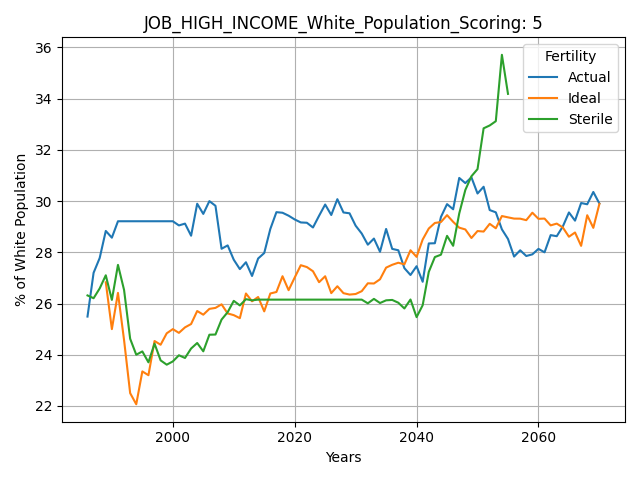 JOB_HIGH_INCOME_White_Population_Scoring: 5
% of White Population
36
34
32
30
28
26
24
22
Fertility
Actual
Ideal
Sterile
2000 2020 2040 2060
Years